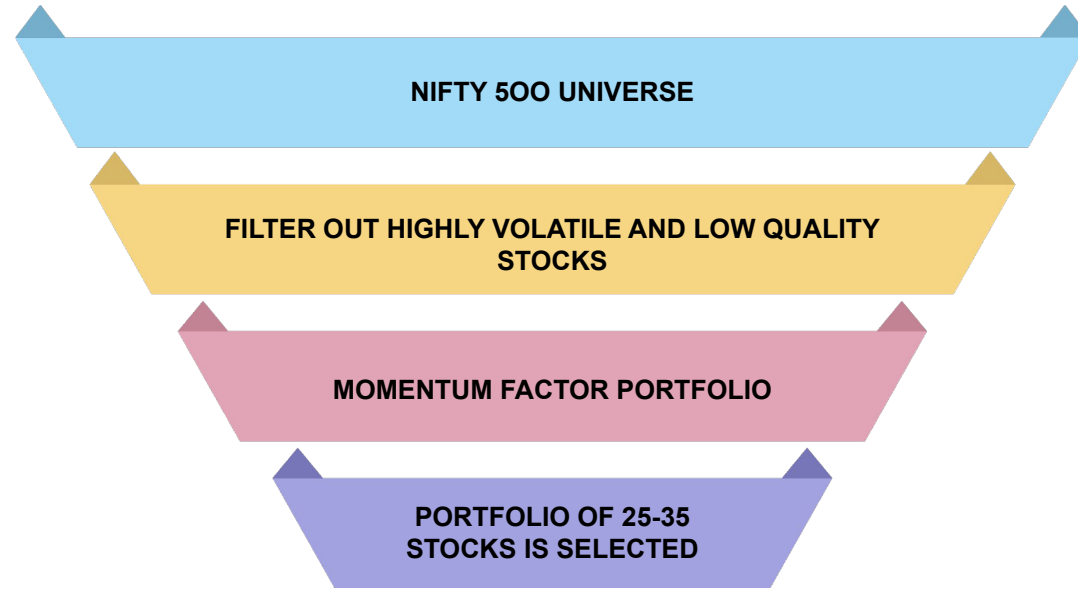 NIFTY 5OO UNIVERSE
FILTER OUT HIGHLY VOLATILE AND LOW QUALITY
STOCKS
MOMENTUM FACTOR PORTFOLIO
PORTFOLIO OF 25-35
STOCKS IS SELECTED